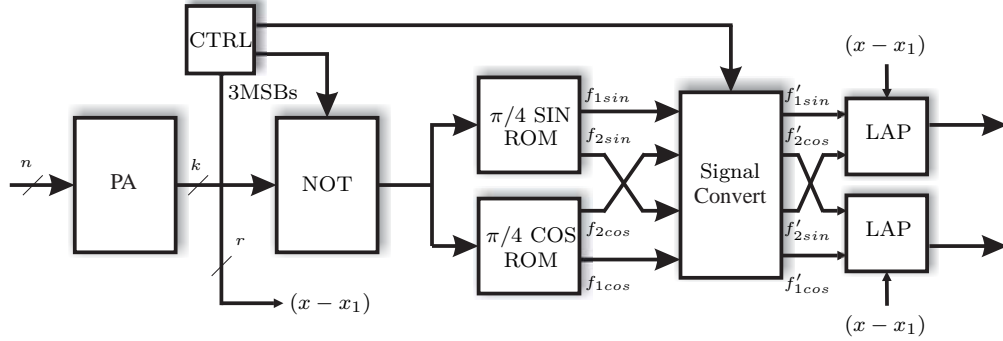 CTRL
(x − x₁)
3MSBs
f₁sin
f′₁sin
π/4 SIN
ROM
LAP
n
PA
k
NOT
f₂sin
f′₂cos
Signal
Convert
π/4 COS
ROM
f₂cos
f′₂sin
LAP
r
f₁cos
f′₁cos
(x − x₁)
(x − x₁)